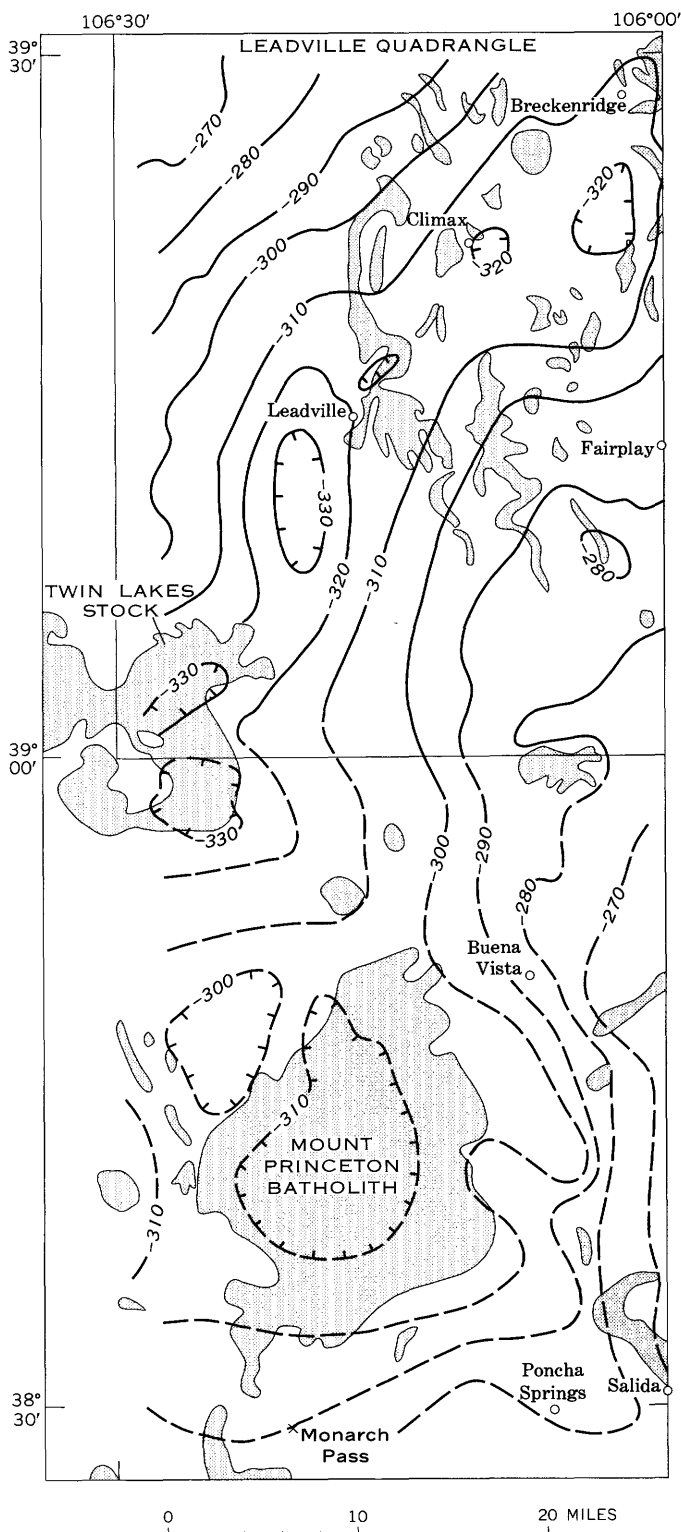 106°30′ 106°00′
39°
30′
LEADVILLE QUADRANGLE
-270
-280
-290
-300
-310
Breckenridge
-320
Climax
-320
Leadville
Fairplay
-330
-320
-310
-280
TWIN LAKES
STOCK
-330
39°
00′
-330
-300
-290
-280
-270
Buena
Vista
-300
-310
MOUNT
PRINCETON
BATHOLITH
-310
Poncha
Springs
Salida
38°
30′
Monarch
Pass
0 10 20 MILES